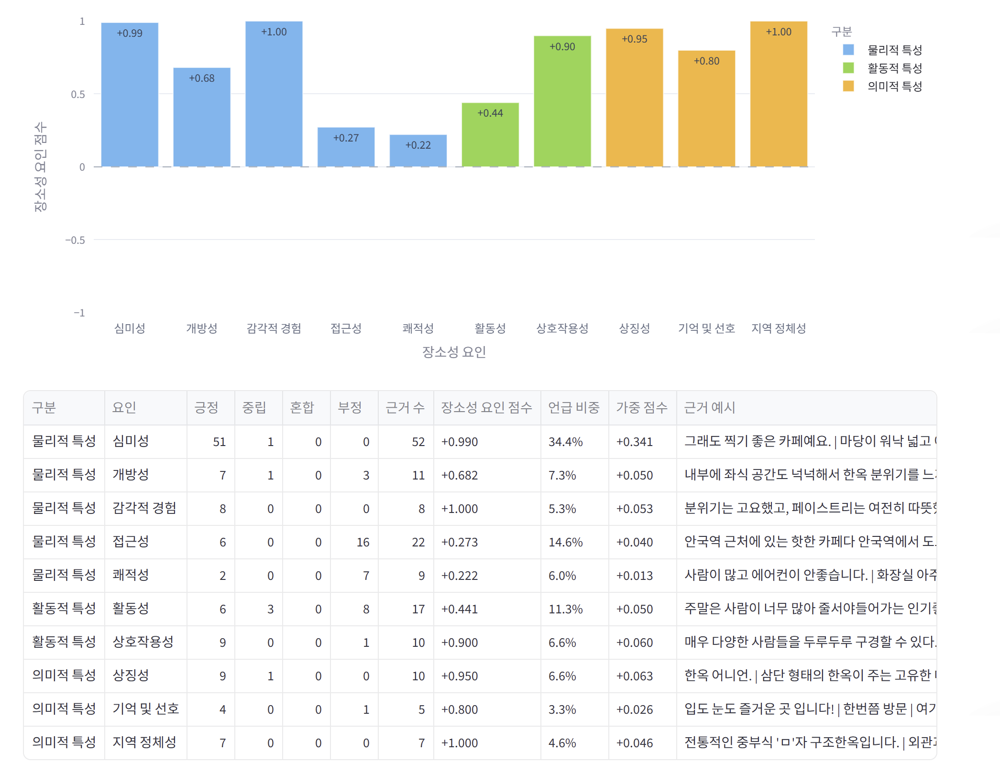 1
0.5
0
−0.5
−1
장소성 요인 점수
+0.99
+0.68
+1.00
+0.27
+0.22
+0.44
+0.90
+0.95
+0.80
+1.00
구분
물리적 특성
활동적 특성
의미적 특성
심미성 개방성 감각적 경험 접근성 쾌적성 활동성 상호작용성 상징성 기억 및 선호 지역 정체성
장소성 요인
구분 요인 긍정 중립 혼합 부정 근거 수 장소성 요인 점수 언급 비중 가중 점수 근거 예시
물리적 특성 심미성 51 1 0 0 52 +0.990 34.4% +0.341 그래도 찍기 좋은 카페예요. | 마당이 워낙 넓고
물리적 특성 개방성 7 1 0 3 11 +0.682 7.3% +0.050 내부에 좌식 공간도 넉넉해서 한옥 분위기를
물리적 특성 감각적 경험 8 0 0 0 8 +1.000 5.3% +0.053 분위기는 고요했고, 페이스트리는 여전히
물리적 특성 접근성 6 0 0 16 22 +0.273 14.6% +0.040 안국역 근처에 있는 핫한 카페다 안국역에서
물리적 특성 쾌적성 2 0 0 7 9 +0.222 6.0% +0.013 사람이 많고 에어컨이 안좋습니다. | 화장실
활동적 특성 활동성 6 3 0 8 17 +0.441 11.3% +0.050 주말은 사람이 너무 많아 줄서야들어가는
활동적 특성 상호작용성 9 0 0 1 10 +0.900 6.6% +0.060 매우 다양한 사람들을 두루두루 구경할 수 있다.
의미적 특성 상징성 9 1 0 0 10 +0.950 6.6% +0.063 한옥 어니언. | 삼단 형태의 한옥이 주는 고유한
의미적 특성 기억 및 선호 4 0 0 1 5 +0.800 3.3% +0.026 입도 눈도 즐거운 곳 입니다! | 한번쯤 방문 |
의미적 특성 지역 정체성 7 0 0 0 7 +1.000 4.6% +0.046 전통적인 중부식 'ㅁ'자 구조한옥입니다. |